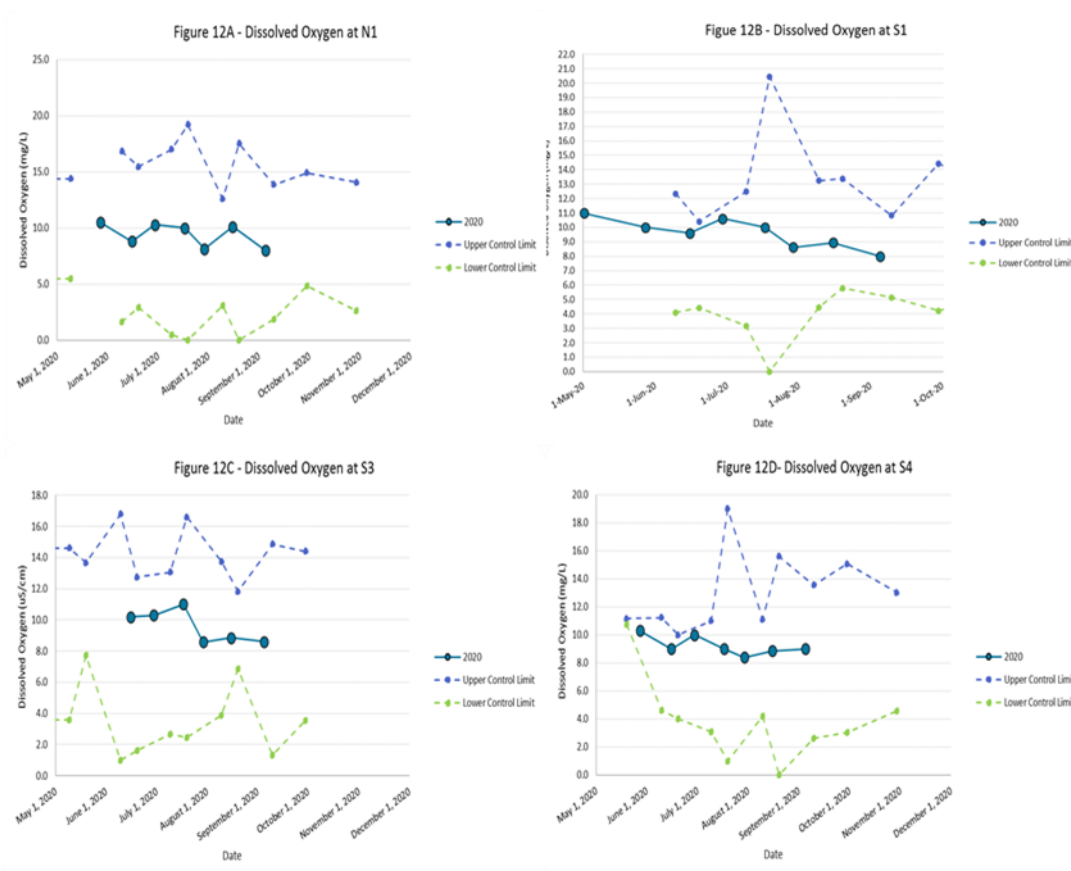 Figure 12A - Dissolved Oxygen at N1
25.0
20.0
15.0
10.0
5.0
0.0
Dissolved Oxygen (mg/L)
May 1, 2020
June 1, 2020
July 1, 2020
August 1, 2020
September 1, 2020
October 1, 2020
November 1, 2020
December 1, 2020
Date
2020
Upper Control Limit
Lower Control Limit
Figue 12B - Dissolved Oxygen at S1
22.0
21.0
20.0
19.0
18.0
17.0
16.0
15.0
14.0
13.0
12.0
11.0
10.0
9.0
8.0
7.0
6.0
5.0
4.0
3.0
2.0
1.0
0.0
1-May-20
1-Jun-20
1-Jul-20
1-Aug-20
1-Sep-20
1-Oct-20
Date
2020
Upper Control Limit
Lower Control Limit
Figure 12C - Dissolved Oxygen at S3
18.0
16.0
14.0
12.0
10.0
8.0
6.0
4.0
2.0
0.0
Dissolved Oxygen (uS/cm)
May 1, 2020
June 1, 2020
July 1, 2020
August 1, 2020
September 1, 2020
October 1, 2020
November 1, 2020
December 1, 2020
Date
2020
Upper Control Limit
Lower Control Limit
Figure 12D- Dissolved Oxygen at S4
20.0
18.0
16.0
14.0
12.0
10.0
8.0
6.0
4.0
2.0
0.0
Dissolved Oxygen (mg/L)
May 1, 2020
June 1, 2020
July 1, 2020
August 1, 2020
September 1, 2020
October 1, 2020
November 1, 2020
December 1, 2020
Date
2020
Upper Control Limi
Lower Control Limi